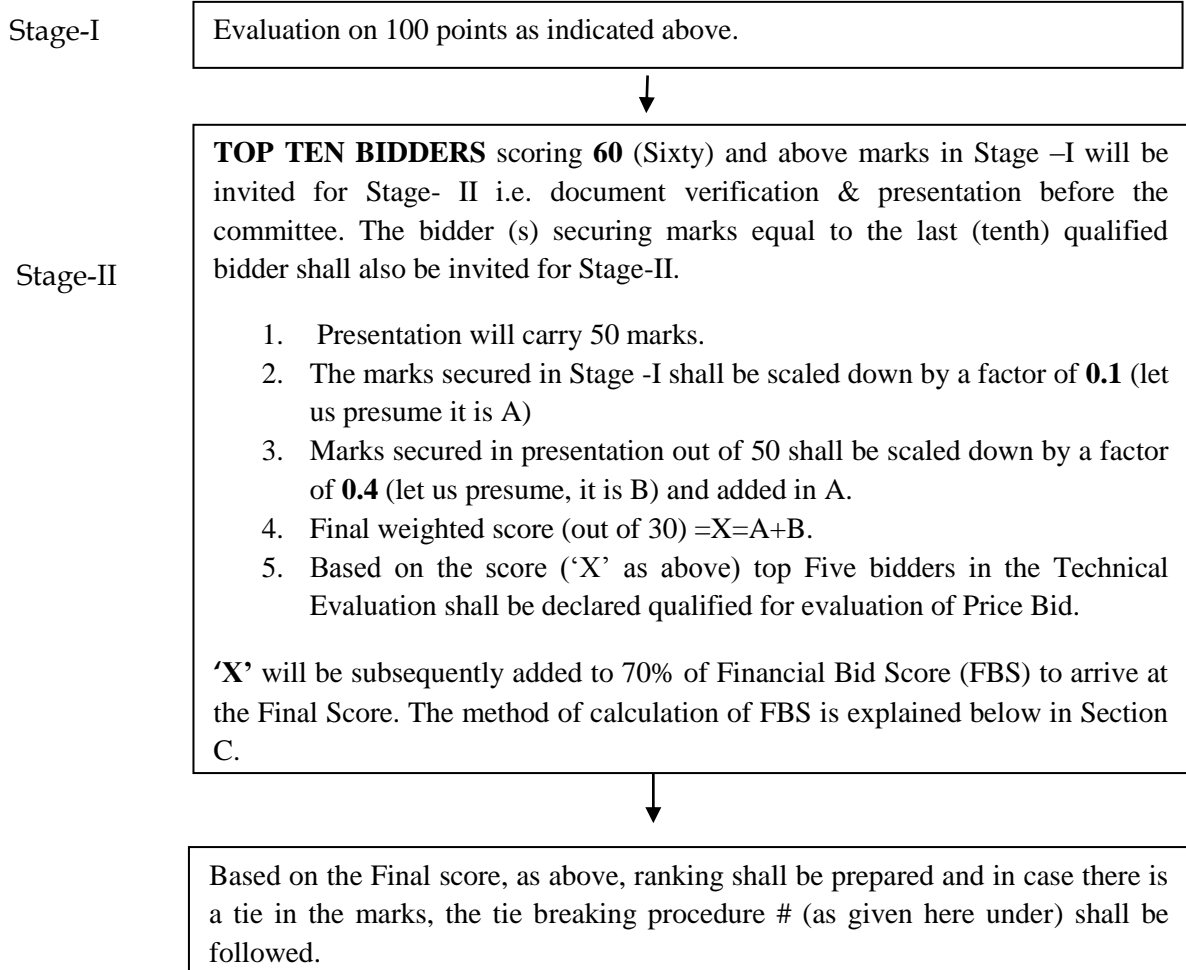 Stage-I
Evaluation on 100 points as indicated above.
TOP TEN BIDDERS scoring 60 (Sixty) and above marks in Stage –I will be
invited for Stage- II i.e. document verification & presentation before the
committee. The bidder (s) securing marks equal to the last (tenth) qualified
bidder shall also be invited for Stage-II.
Stage-II
1. Presentation will carry 50 marks.
2. The marks secured in Stage -I shall be scaled down by a factor of 0.1 (let
us presume it is A)
3. Marks secured in presentation out of 50 shall be scaled down by a factor
of 0.4 (let us presume, it is B) and added in A.
4. Final weighted score (out of 30) =X=A+B.
5. Based on the score (‘X’ as above) top Five bidders in the Technical
Evaluation shall be declared qualified for evaluation of Price Bid.
‘X’ will be subsequently added to 70% of Financial Bid Score (FBS) to arrive at
the Final Score. The method of calculation of FBS is explained below in Section
C.
Based on the Final score, as above, ranking shall be prepared and in case there is
a tie in the marks, the tie breaking procedure # (as given here under) shall be
followed.